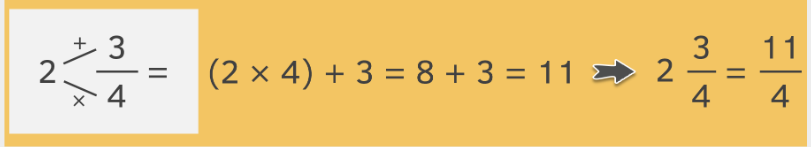 2 + × 3/4 = (2 × 4) + 3 = 8 + 3 = 11 ➡ 2 3/4 = 11/4